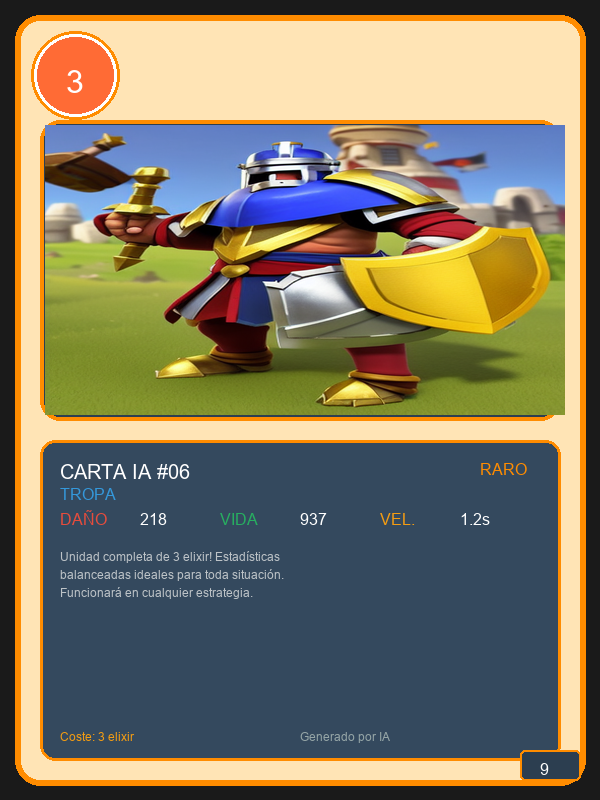 3
CARTA IA #06
RARO
TROPA
DAÑO 218 VIDA 937 VEL. 1.2s
Unidad completa de 3 elixir! Estadísticas
balanceadas ideales para toda situación.
Funcionará en cualquier estrategia.
Coste: 3 elixir
Generado por IA
9